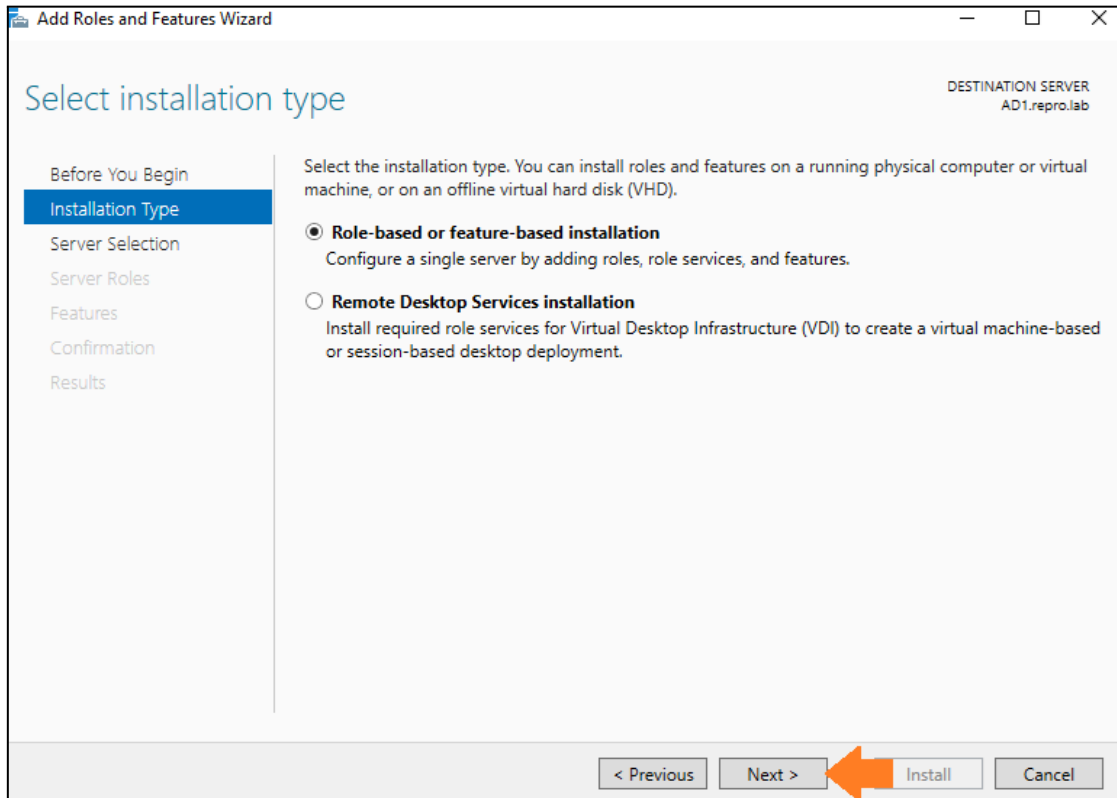 Add Roles and Features Wizard
Select installation type
DESTINATION SERVER
AD1.repro.lab
Before You Begin
Installation Type
Server Selection
Server Roles
Features
Confirmation
Results
Select the installation type. You can install roles and features on a running physical computer or virtual
machine, or on an offline virtual hard disk (VHD).
Role-based or feature-based installation
Configure a single server by adding roles, role services, and features.
Remote Desktop Services installation
Install required role services for Virtual Desktop Infrastructure (VDI) to create a virtual machine-based
or session-based desktop deployment.
< Previous
Next >
Install
Cancel